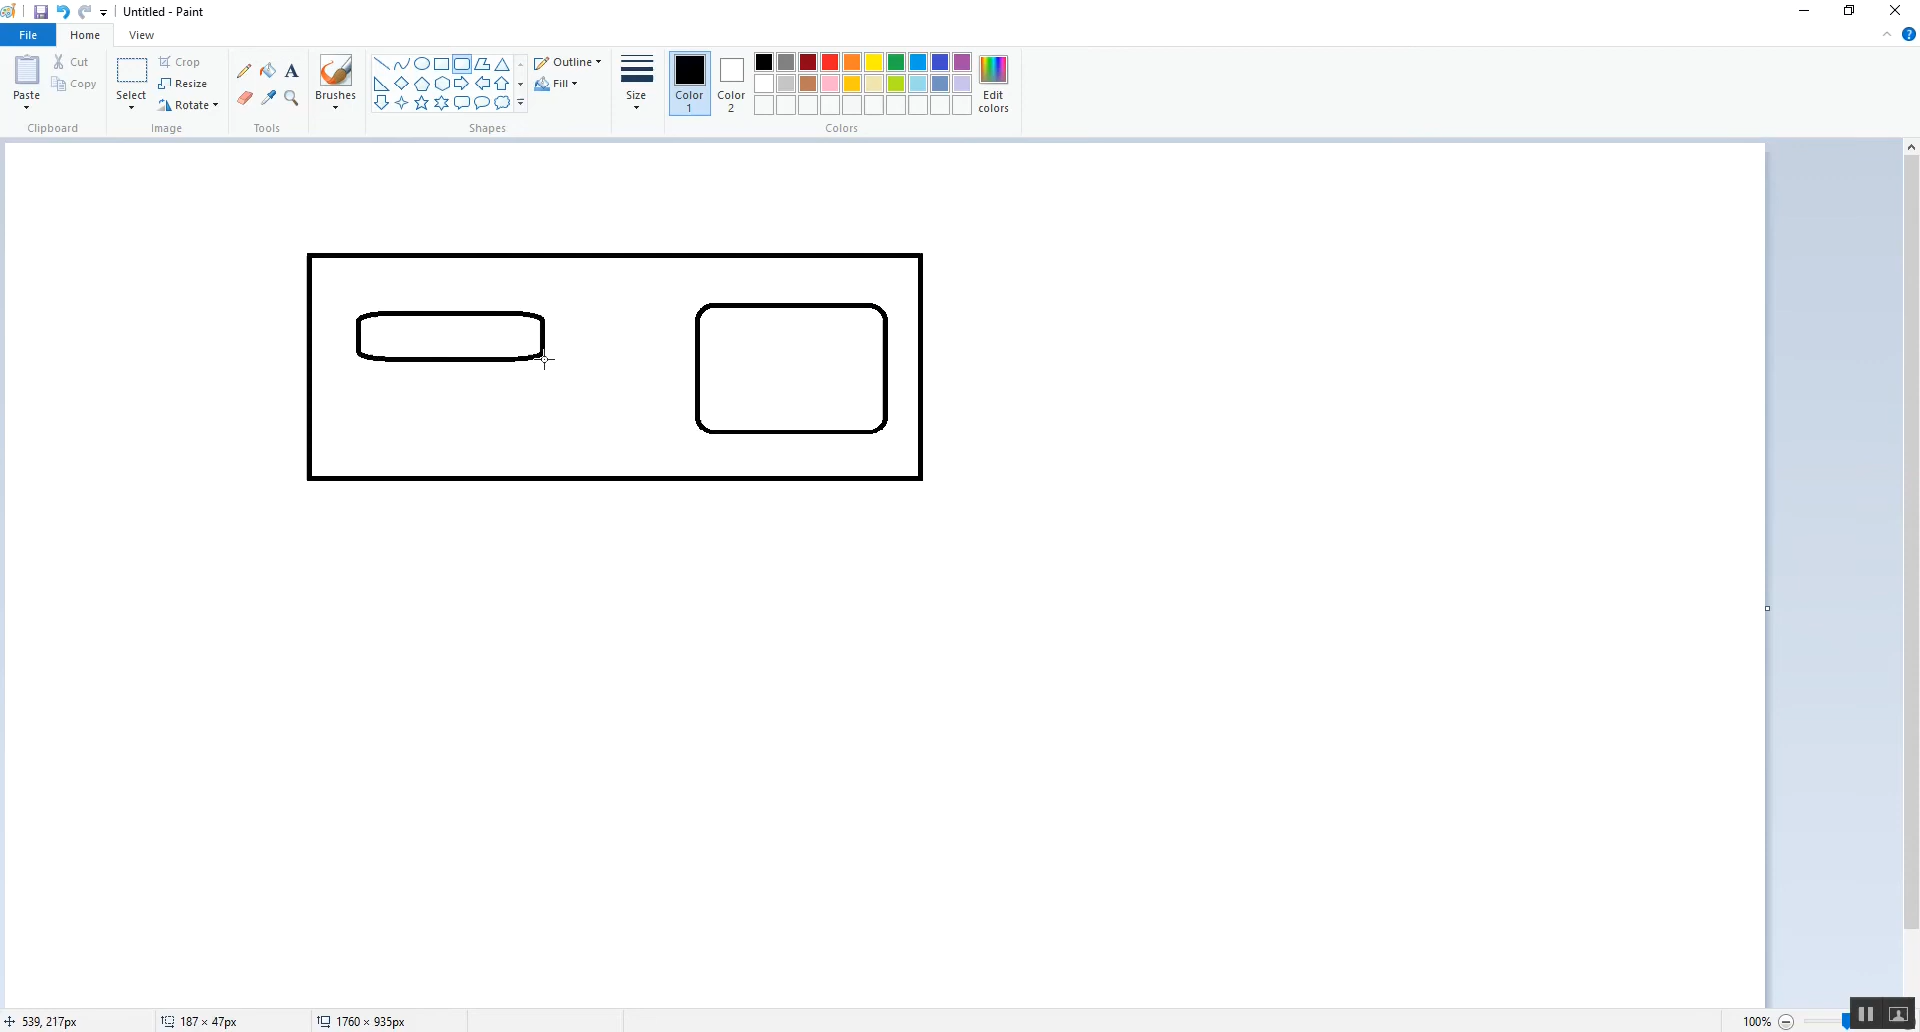 Untitled - Paint
File Home View
Paste
Cut
Copy
Clipboard
Select
Crop
Resize
Rotate
Image
A
Tools
Brushes
Shapes
Outline
Fill
Size
Color 1
Color 2
Edit colors
Colors
539, 217px 187 × 47px 1760 × 935px 100%